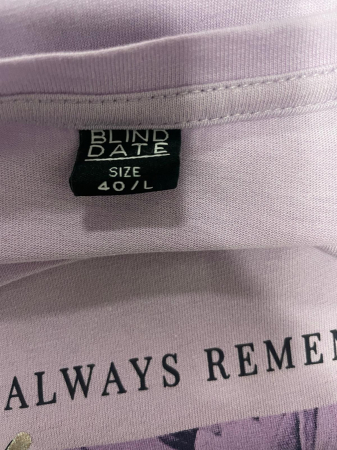 BLIND
DATE
SIZE
40/L
ALWAYS REMEN